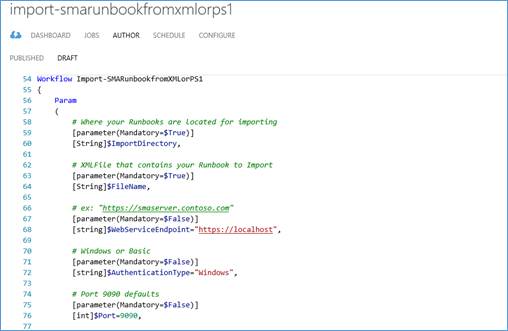 import-smarunbookfromxmlorps1
DASHBOARD JOBS AUTHOR SCHEDULE CONFIGURE
PUBLISHED DRAFT
54 Workflow Import-SMARunbookfromXMLorPS1
55 {
56 Param
57 (
58 # Where your Runbooks are located for importing
59 [parameter(Mandatory=$True)]
60 [String]$ImportDirectory,
61
62 # XMLFile that contains your Runbook to Import
63 [parameter(Mandatory=$True)]
64 [String]$FileName,
65
66 # ex: "https://smaserver.contoso.com"
67 [parameter(Mandatory=$False)]
68 [string]$WebServiceEndpoint="https://localhost",
69
70 # Windows or Basic
71 [parameter(Mandatory=$False)]
72 [string]$AuthenticationType="Windows",
73
74 # Port 9090 defaults
75 [parameter(Mandatory=$False)]
76 [int]$Port=9090,
77